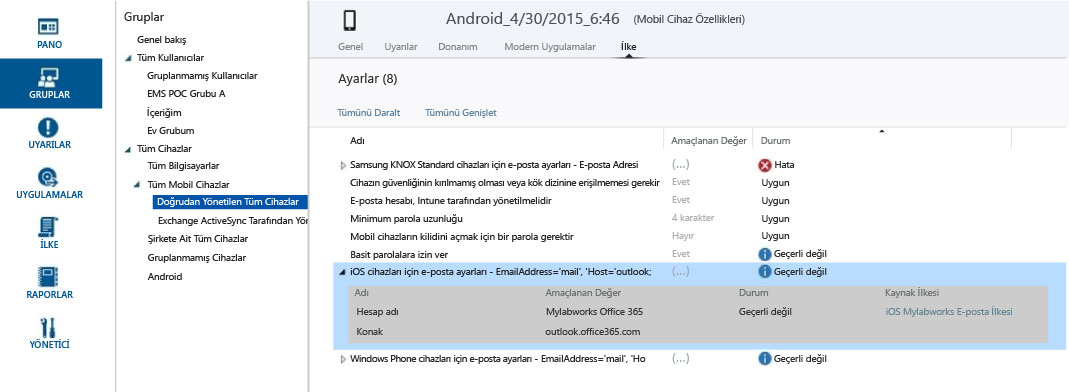 PANO
GRUPLAR
UYARILAR
UYGULAMALAR
İLKE
RAPORLAR
YÖNETİCİ
Gruplar
Genel bakış
Tüm Kullanıcılar
Gruplanmamış Kullanıcılar
EMS POC Grubu A
İçeriğim
Ev Grubum
Tüm Cihazlar
Tüm Bilgisayarlar
Tüm Mobil Cihazlar
Doğrudan Yönetilen Tüm Cihazlar
Exchange ActiveSync Tarafından Yör
Şirkete Ait Tüm Cihazlar
Gruplanmamış Cihazlar
Android
Android_4/30/2015_6:46 (Mobil Cihaz Özellikleri)
Genel Uyarılar Donanım Modern Uygulamalar İlke
Ayarlar (8)
Tümünü Daralt Tümünü Genişlet
Adı Amaçlanan Değer Durum
Samsung KNOX Standard cihazları için e-posta ayarları - E-posta Adresi (...) Hata
Cihazın güvenliğinin kırılmamış olması veya kök dizinine erişilmemesi gerekir Evet Uygun
E-posta hesabı, Intune tarafından yönetilmelidir Evet Uygun
Minimum parola uzunluğu 4 karakter Uygun
Mobil cihazların kilidini açmak için bir parola gerektir Hayır Uygun
Basit parolalara izin ver Evet Geçerli değil
iOS cihazları için e-posta ayarları - EmailAddress='mail', 'Host='outlook; (...) Geçerli değil
Adı Amaçlanan Değer Durum Kaynak İlkesi
Hesap adı Mylabworks Office 365 Geçerli değil iOS Mylabworks E-posta İlkesi
Konak outlook.office365.com
Windows Phone cihazları için e-posta ayarları - EmailAddress='mail', 'Ho (...) Geçerli değil